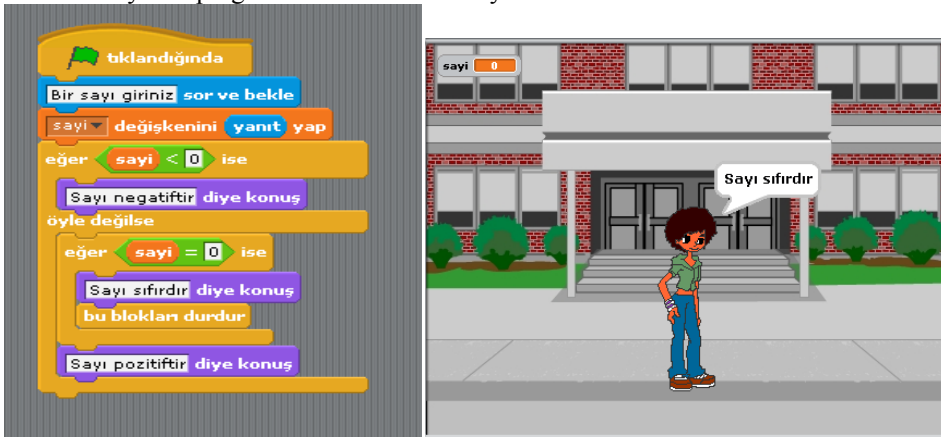 tıklandığında
Bir sayı giriniz sor ve bekle
sayi değişkenini yanıt yap
eğer sayi < 0 ise
Sayı negatiftir diye konuş
öyle değilse
eğer sayi = 0 ise
Sayı sıfırdır diye konuş
bu blokları durdur
Sayı pozitiftir diye konuş
sayi 0
Sayı sıfırdır